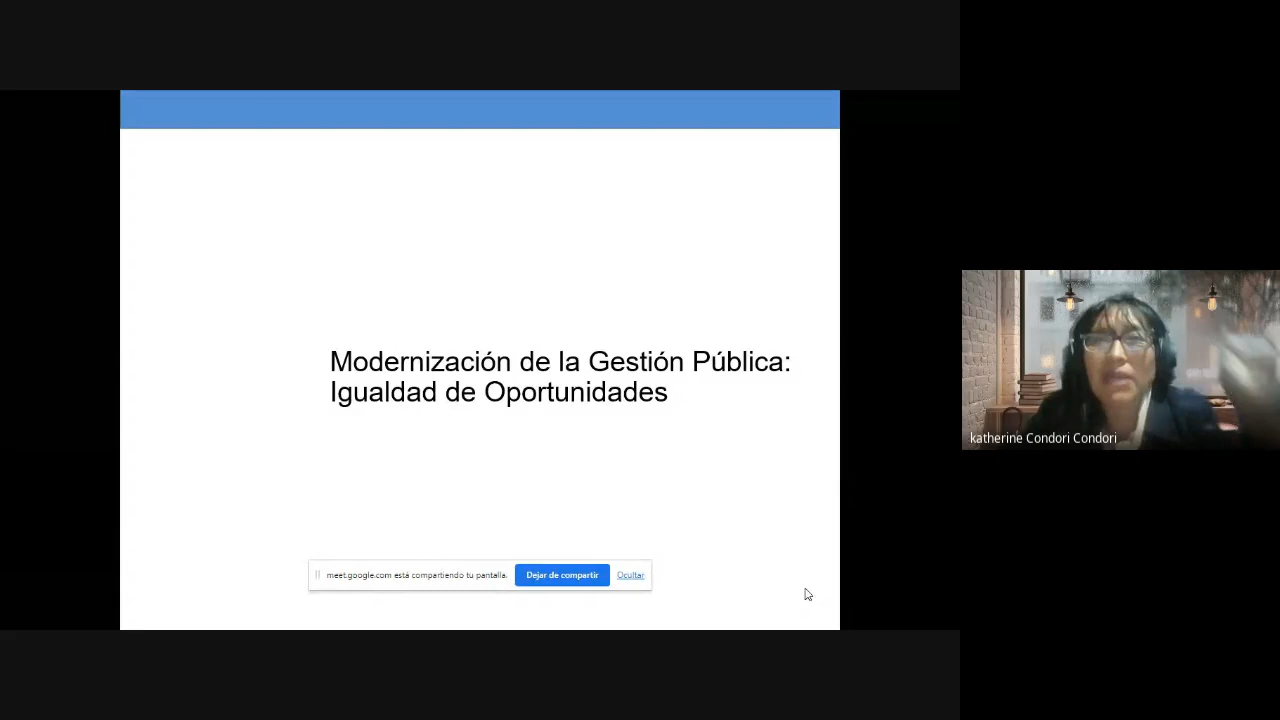 Modernización de la Gestión Pública:
Igualdad de Oportunidades
meet.google.com está compartiendo tu pantalla. Dejar de compartir Ocultar
katherine Condori Condori